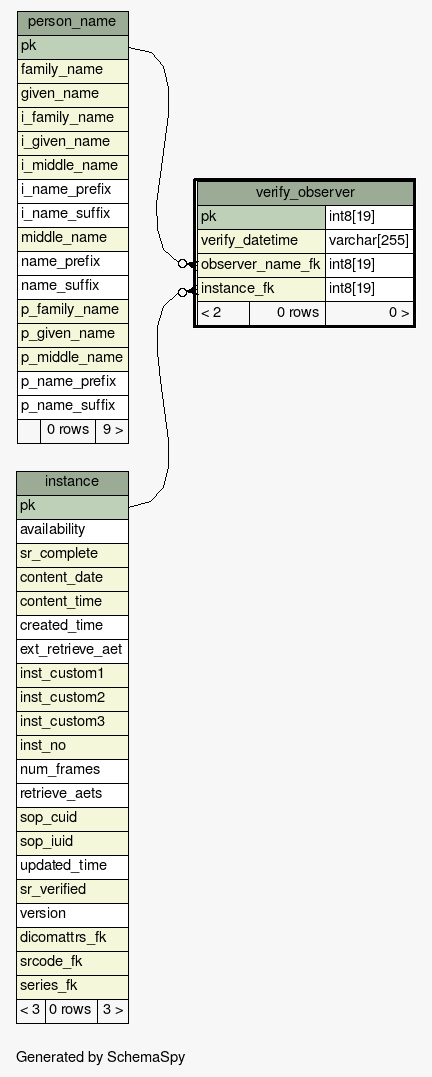 person_name
pk
family_name
given_name
i_family_name
i_given_name
i_middle_name
i_name_prefix
i_name_suffix
middle_name
name_prefix
name_suffix
p_family_name
p_given_name
p_middle_name
p_name_prefix
p_name_suffix
0 rows 9 >
verify_observer
pk int8[19]
verify_datetime varchar[255]
observer_name_fk int8[19]
instance_fk int8[19]
< 2 0 rows 0 >
instance
pk
availability
sr_complete
content_date
content_time
created_time
ext_retrieve_aet
inst_custom1
inst_custom2
inst_custom3
inst_no
num_frames
retrieve_aets
sop_cuid
sop_iuid
updated_time
sr_verified
version
dicomattrs_fk
srcode_fk
series_fk
< 3 0 rows 3 >
Generated by SchemaSpy